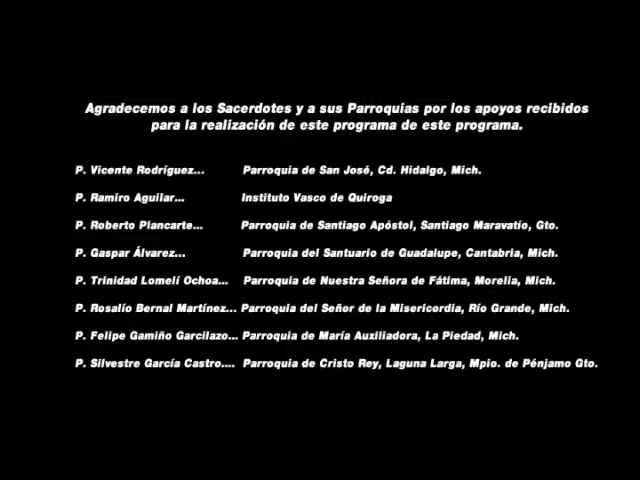 Agradecemos a los Sacerdotes y a sus Parroquias por los apoyos recibidos
para la realización de este programa de este programa.
P. Vicente Rodríguez... Parroquia de San José, Cd. Hidalgo, Mich.
P. Ramiro Aguilar... Instituto Vasco de Quiroga
P. Roberto Plancarte... Parroquia de Santiago Apóstol, Santiago Maravatío, Gto.
P. Gaspar Álvarez... Parroquia del Santuario de Guadalupe, Cantabria, Mich.
P. Trinidad Lomelí Ochoa... Parroquia de Nuestra Señora de Fátima, Morelia, Mich.
P. Rosalío Bernal Martínez... Parroquia del Señor de la Misericordia, Río Grande, Mich.
P. Felipe Gamiño Garcilazo... Parroquia de María Auxiliadora, La Piedad, Mich.
P. Silvestre García Castro.... Parroquia de Cristo Rey, Laguna Larga, Mpio. de Pénjamo Gto.